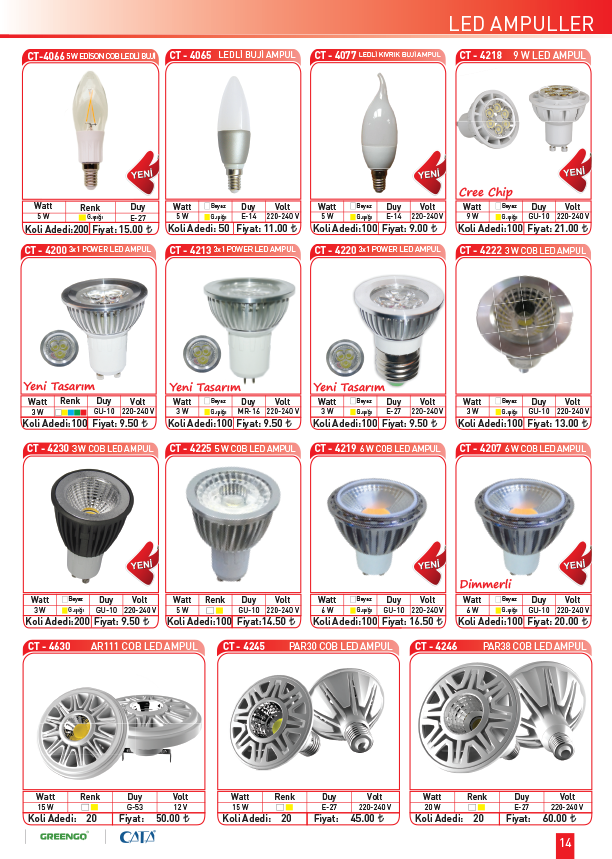 LED AMPULLER
CT-4066 5W EDİSON COB LEDLİ BUJİ
YENİ
Watt Renk Duy
5 W G.ışığı E-27
Koli Adedi:200 Fiyat: 15.00 ₺
CT - 4065 LEDLİ BUJİ AMPUL
Watt Beyaz Duy Volt
5 W G.ışığı E-14 220-240 V
Koli Adedi: 50 Fiyat: 11.00 ₺
CT - 4077 LEDLİ KIVRIK BUJİ AMPUL
YENİ
Watt Beyaz Duy Volt
5 W G.ışığı E-14 220-240 V
Koli Adedi:100 Fiyat: 9.00 ₺
CT - 4218 9 W LED AMPUL
YENİ
Cree Chip
Watt Beyaz Duy Volt
9 W G.ışığı GU-10 220-240 V
Koli Adedi:100 Fiyat: 21.00 ₺
CT - 4200 3x1 POWER LED AMPUL
Yeni Tasarım
Watt Renk Duy Volt
3 W GU-10 220-240 V
Koli Adedi:100 Fiyat: 9.50 ₺
CT - 4213 3x1 POWER LED AMPUL
Yeni Tasarım
Watt Beyaz Duy Volt
3 W G.ışığı MR-16 220-240 V
Koli Adedi:100 Fiyat: 9.50 ₺
CT - 4220 3x1 POWER LED AMPUL
Yeni Tasarım
Watt Beyaz Duy Volt
3 W G.ışığı E-27 220-240 V
Koli Adedi:100 Fiyat: 9.50 ₺
CT - 4222 3 W COB LED AMPUL
Watt Beyaz Duy Volt
3 W G.ışığı GU-10 220-240 V
Koli Adedi:100 Fiyat: 13.00 ₺
CT - 4230 3W COB LED AMPUL
YENİ
Watt Beyaz Duy Volt
3 W G.ışığı GU-10 220-240 V
Koli Adedi:200 Fiyat: 9.50 ₺
CT - 4225 5 W COB LED AMPUL
Watt Renk Duy Volt
5 W GU-10 220-240 V
Koli Adedi:100 Fiyat:14.50 ₺
CT - 4219 6 W COB LED AMPUL
YENİ
Watt Beyaz Duy Volt
6 W G.ışığı GU-10 220-240 V
Koli Adedi:100 Fiyat: 16.50 ₺
CT - 4207 6 W COB LED AMPUL
YENİ
Dimmerli
Watt Beyaz Duy Volt
6 W G.ışığı GU-10 220-240 V
Koli Adedi:100 Fiyat: 20.00 ₺
CT - 4630 AR111 COB LED AMPUL
Watt Renk Duy Volt
15 W G-53 12 V
Koli Adedi: 20 Fiyat: 50.00 ₺
CT - 4245 PAR30 COB LED AMPUL
Watt Renk Duy Volt
15 W E-27 220-240 V
Koli Adedi: 20 Fiyat: 45.00 ₺
CT - 4246 PAR38 COB LED AMPUL
Watt Renk Duy Volt
20 W E-27 220-240 V
Koli Adedi: 20 Fiyat: 60.00 ₺
GREENGO CATA
14